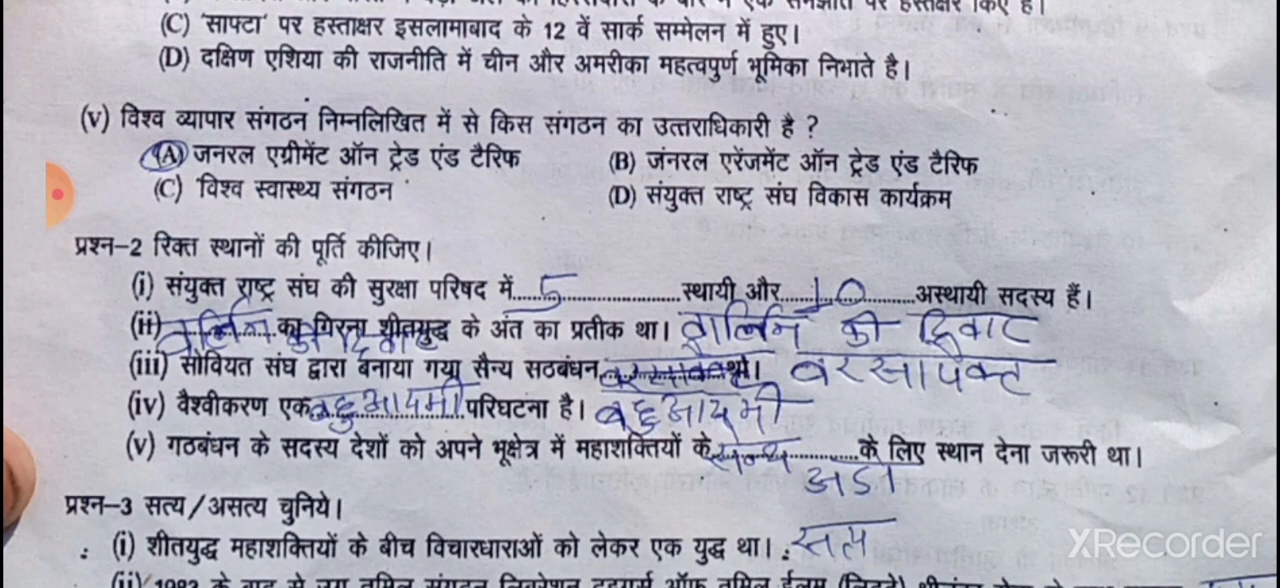 पर हस्ताक्षर किए हैं।
(C) 'साफ्टा' पर हस्ताक्षर इसलामाबाद के 12 वें सार्क सम्मेलन में हुए।
(D) दक्षिण एशिया की राजनीति में चीन और अमरीका महत्वपुर्ण भूमिका निभाते है।
(v) विश्व व्यापार संगठन निम्नलिखित में से किस संगठन का उत्तराधिकारी है ?
(A) जनरल एग्रीमेंट ऑन ट्रेड एंड टैरिफ (B) जंनरल एरेंजमेंट ऑन ट्रेड एंड टैरिफ
(C) विश्व स्वास्थ्य संगठन (D) संयुक्त राष्ट्र संघ विकास कार्यक्रम
प्रश्न-2 रिक्त स्थानों की पूर्ति कीजिए।
(i) संयुक्त राष्ट्र संघ की सुरक्षा परिषद में 5 स्थायी और 10 अस्थायी सदस्य हैं।
(ii) का गिरना शीतयुद्ध के अंत का प्रतीक था। की दिवार
(iii) सोवियत संघ द्वारा बनाया गया सैन्य सठबंधन था। वारसापैक्ट
(iv) वैश्वीकरण एक बहुआयमी परिघटना है। बहुआयमी
(v) गठबंधन के सदस्य देशों को अपने भूक्षेत्र में महाशक्तियों के सैन्य के लिए स्थान देना जरूरी था।
अडा
प्रश्न-3 सत्य/असत्य चुनिये।
(i) शीतयुद्ध महाशक्तियों के बीच विचारधाराओं को लेकर एक युद्ध था। सत्य
XRecorder